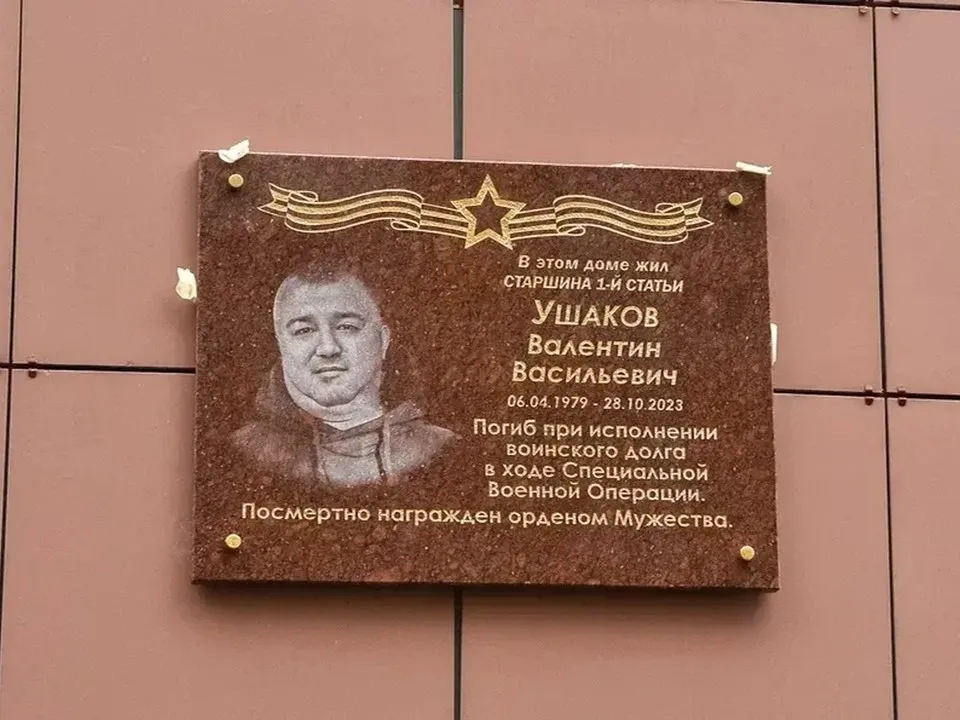 В этом доме жил
СТАРШИНА 1-Й СТАТЬИ
УШАКОВ
Валентин
Васильевич
06.04.1979 - 28.10.2023
Погиб при исполнении
воинского долга
в ходе Специальной
Военной Операции.
Посмертно награжден орденом Мужества.